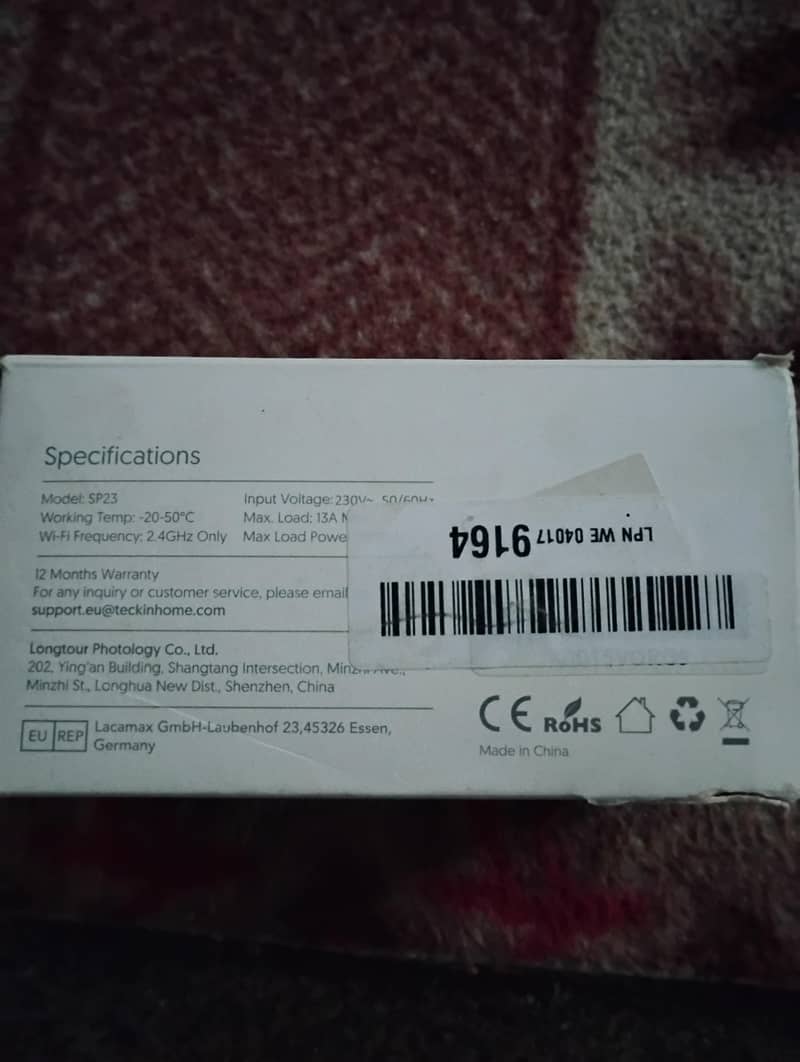 Specifications
Model: SP23
Input Voltage: 230V~ 50/60Hz
Working Temp: -20-50°C
Max. Load: 13A
Wi-Fi Frequency: 2.4GHz Only
Max Load Powe
12 Months Warranty
For any inquiry or customer service, please email
support.eu@teckinhome.com
Longtour Photology Co., Ltd.
202, Ying'an Building, Shangtang Intersection,
Minzhi St., Longhua New Dist., Shenzhen, China
EU REP
Lacamax GmbH-Laubenhof 23,45326 Essen,
Germany
LPN WE 04017 9164
CE RoHS
Made in China